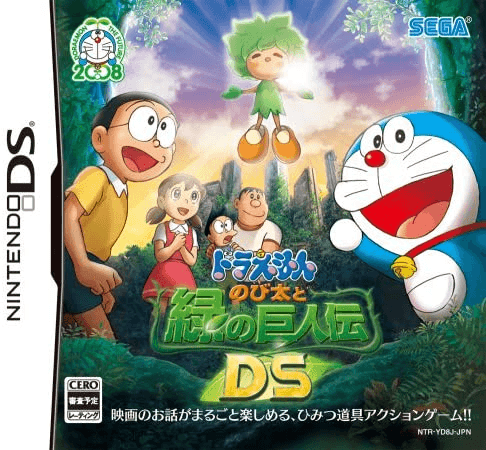 NINTENDO DS™
DORAEMON THE FUTURE
2008
SEGA®
ドラえもん
のび太と
緑の巨人伝
DS
CERO
審査予定
レーティング
映画のお話がまるごと楽しめる、ひみつ道具アクションゲーム!!
NTR-YD8J-JPN